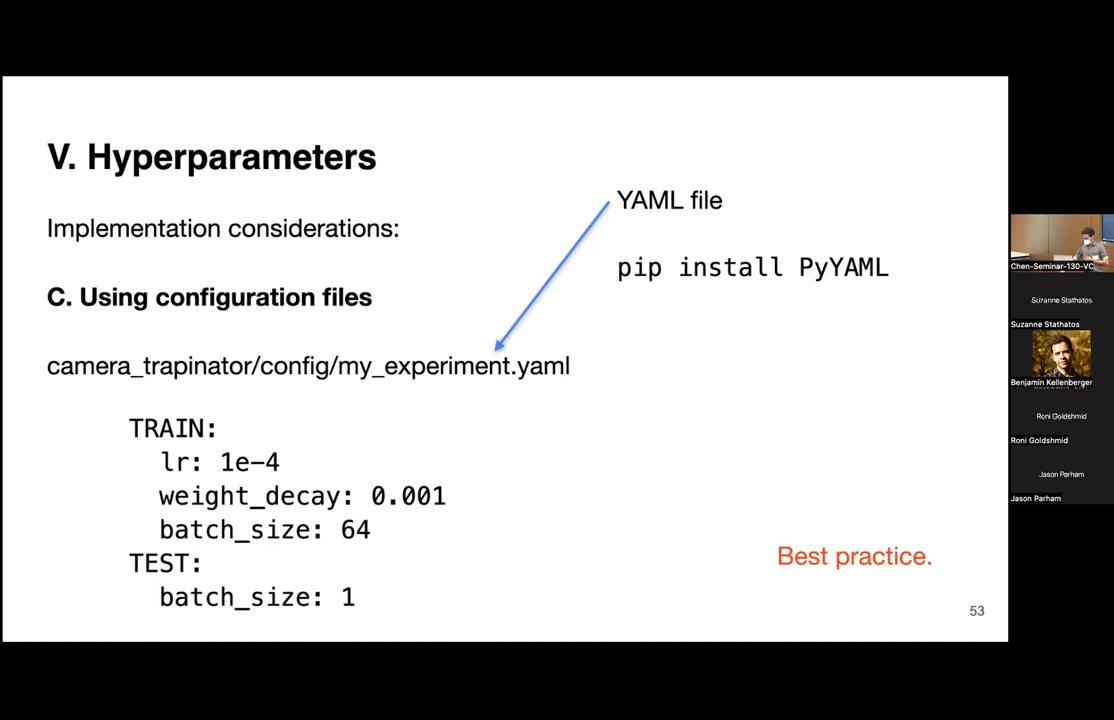 V. Hyperparameters
Implementation considerations:
C. Using configuration files
YAML file
pip install PyYAML
camera_trapinator/config/my_experiment.yaml
TRAIN:
lr: 1e-4
weight_decay: 0.001
batch_size: 64
TEST:
batch_size: 1
Best practice.
53
Chen-Seminar-130-VC
Suzanne Stathatos
Suzanne Stathatos
Benjamin Kellenberger
Roni Goldshmid
Roni Goldshmid
Jason Parham
Jason Parham